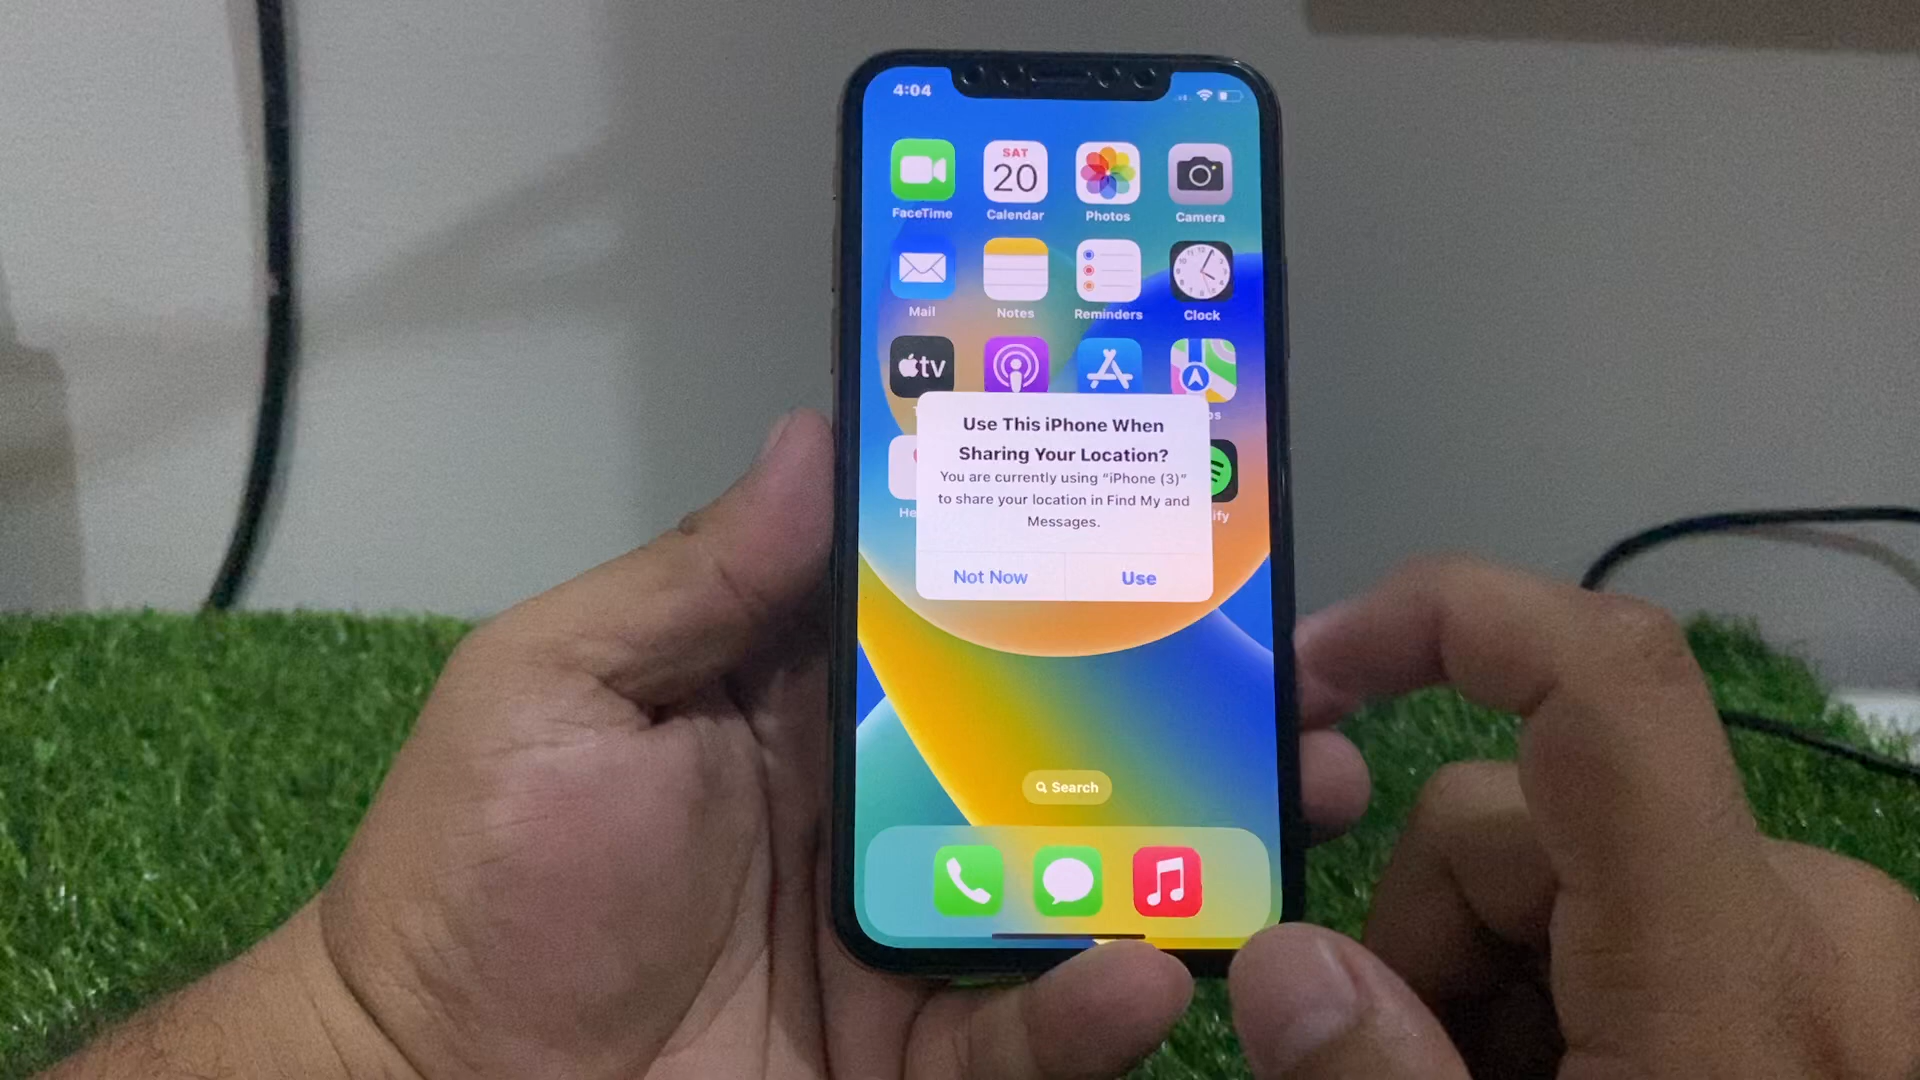 4:04
SAT
20
FaceTime
Calendar
Photos
Camera
Mail
Notes
Reminders
Clock
tv
Use This iPhone When
Sharing Your Location?
You are currently using “iPhone (3)”
to share your location in Find My and
Messages.
Not Now
Use
Search